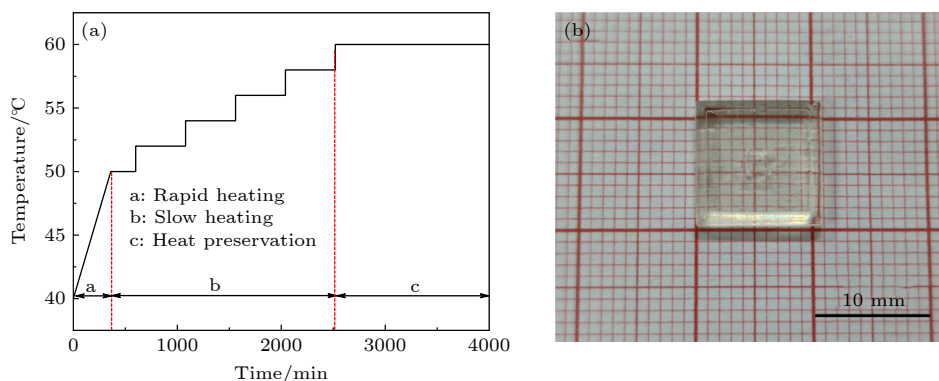 (a)
60
55
50
45
40
Temperature/℃
a: Rapid heating
b: Slow heating
c: Heat preservation
a
b
c
0
1000
2000
3000
4000
Time/min
(b)
10 mm